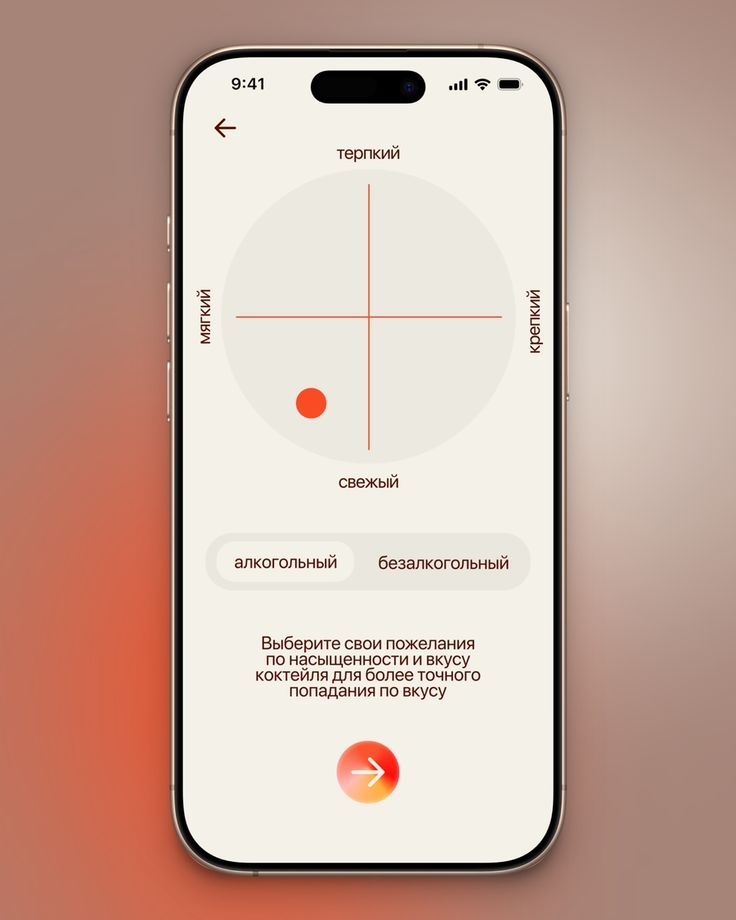 9:41
терпкий
мягкий
крепкий
свежый
алкогольный
безалкогольный
Выберите свои пожелания
по насыщенности и вкусу
коктейля для более точного
попадания по вкусу